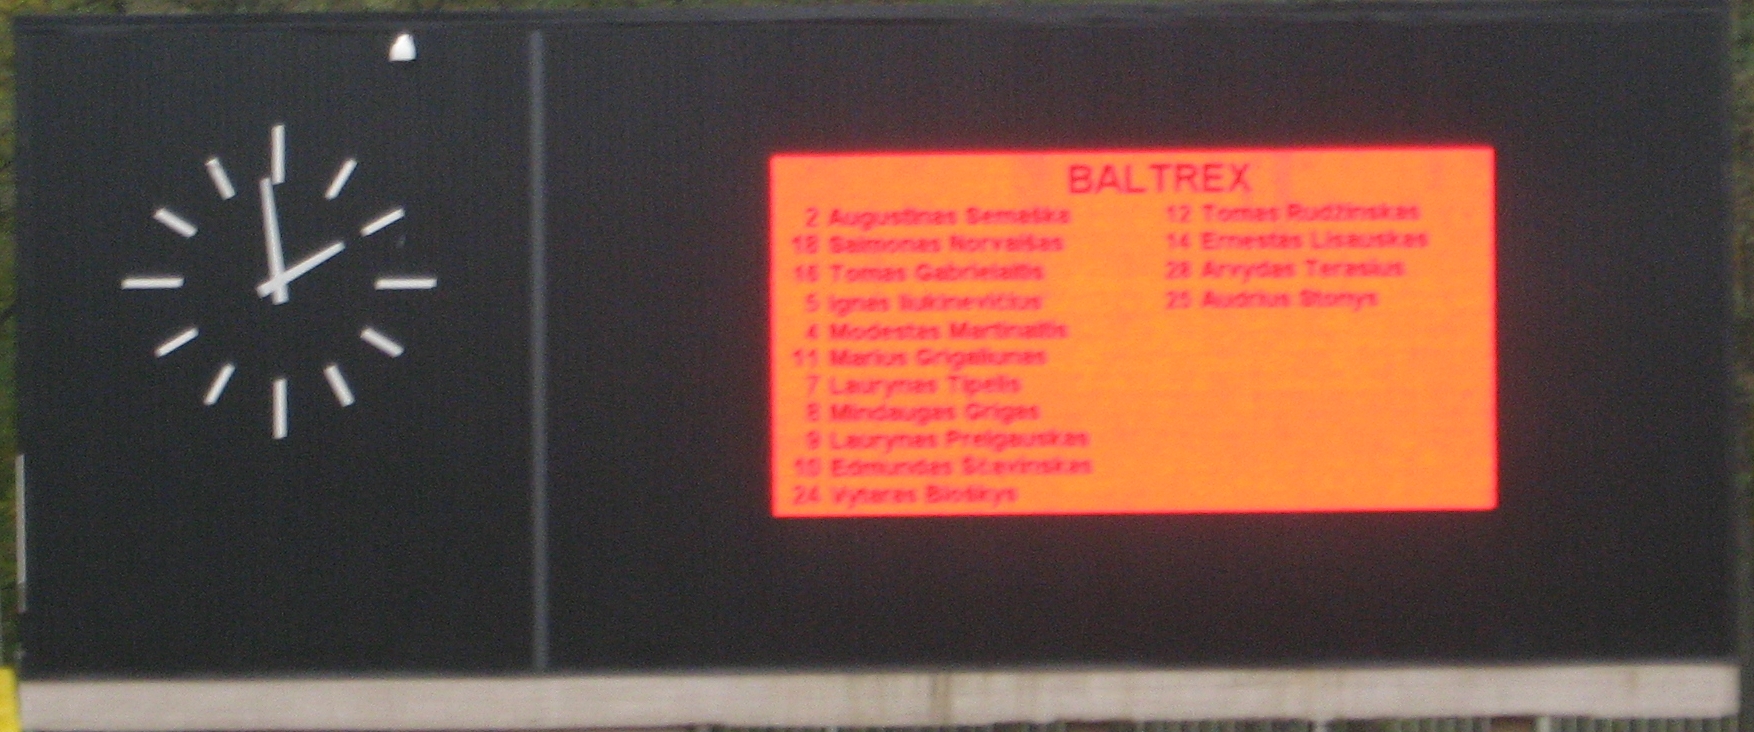 BALTREX
2 Augustinas Semaška
18 Saimonas Norvaišas
16 Tomas Gabrielaitis
5 Ignas Iliukinevičius
4 Modestas Martinaitis
11 Marius Grigaliunas
7 Laurynas Tipelis
8 Mindaugas Grigas
9 Laurynas Preigauskas
10 Edmundas Stavinskas
24 Vytaras Bloškys
12 Tomas Rudžinskas
14 Ernestas Lisauskas
28 Arvydas Terasius
25 Audrius Stonys